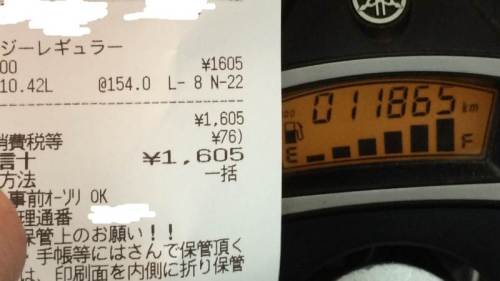 ジーレギュラー
00 ¥1605
10.42L @154.0 L- 8 N-22
¥1,605
消費税等 ¥76)
¥1,605
方法 一括
事前オーソリ OK
理通番
保管上のお願い!!
手帳等にはさんで保管頂く
は、印刷面を内側に折り保管
011865 km
E F